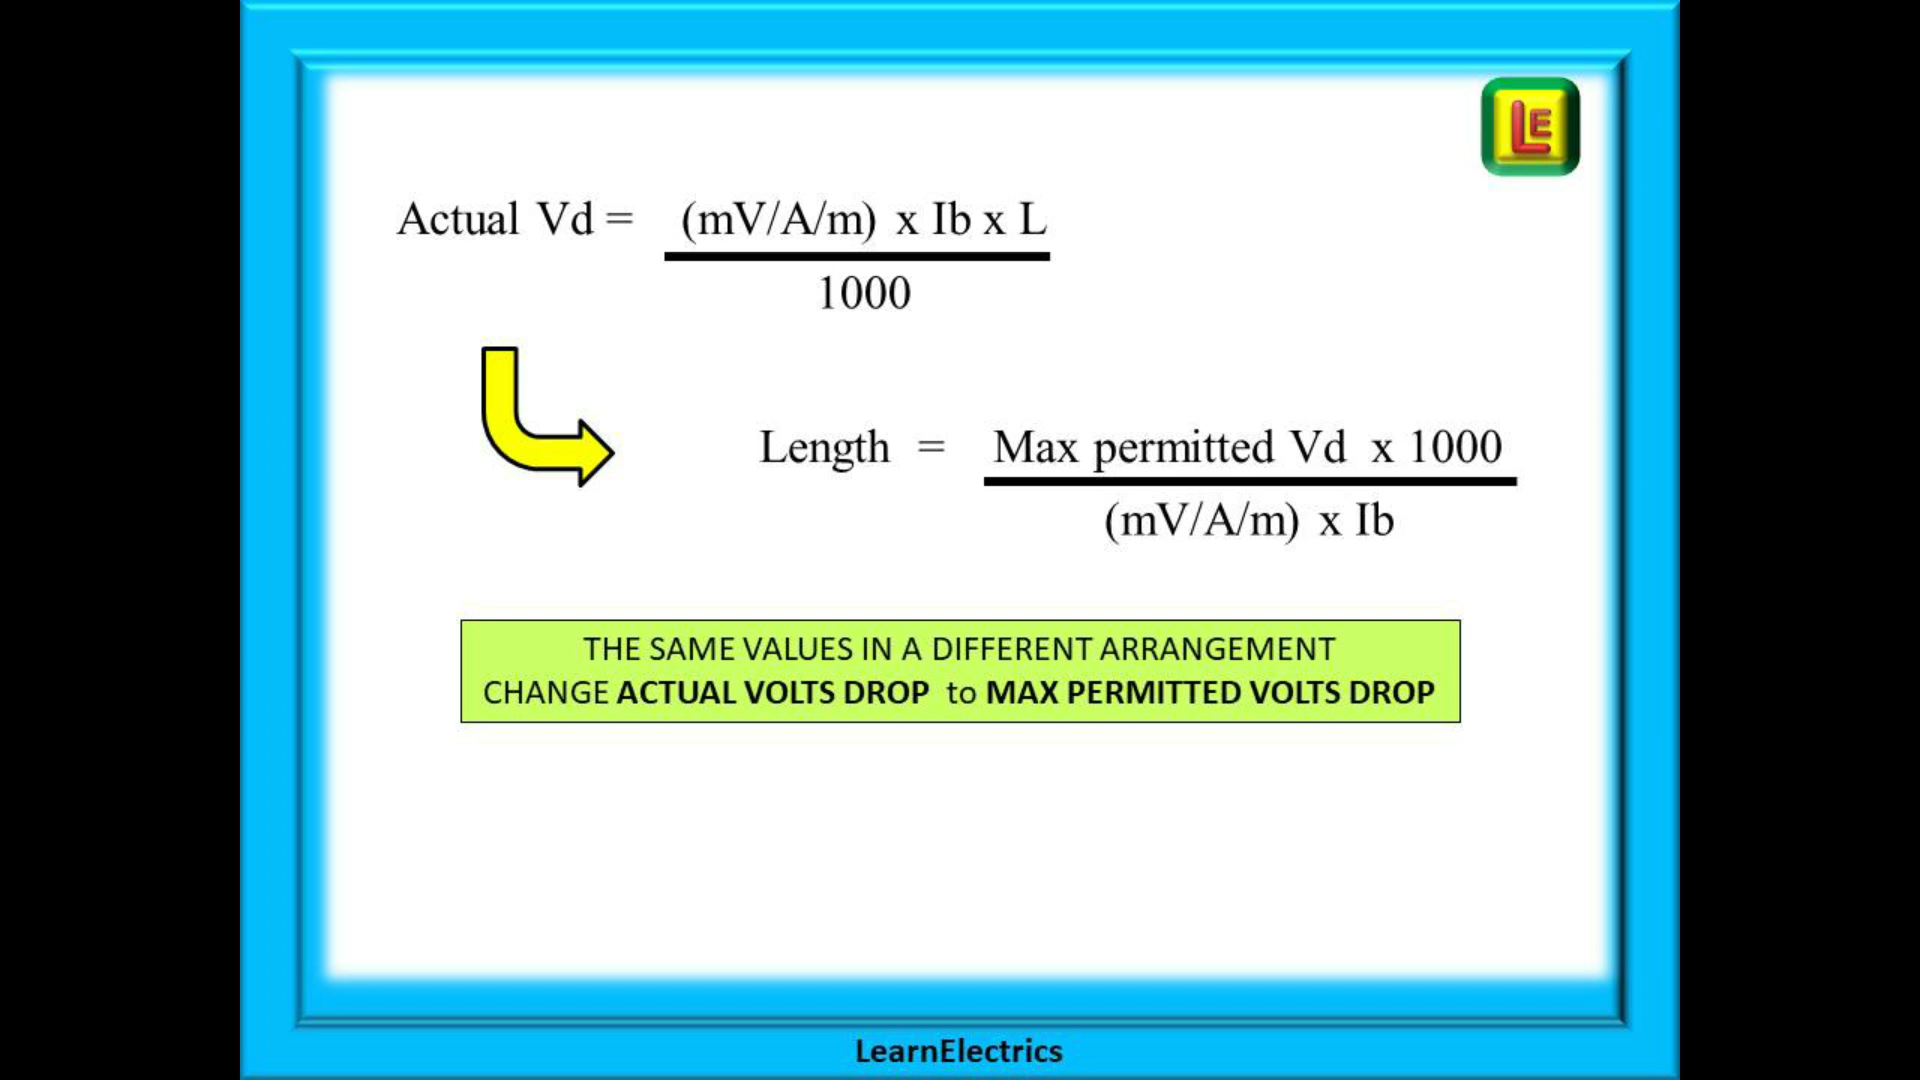 LE
Actual Vd = (mV/A/m) x Ib x L
1000
Length = Max permitted Vd x 1000
(mV/A/m) x Ib
THE SAME VALUES IN A DIFFERENT ARRANGEMENT
CHANGE ACTUAL VOLTS DROP to MAX PERMITTED VOLTS DROP
LearnElectrics